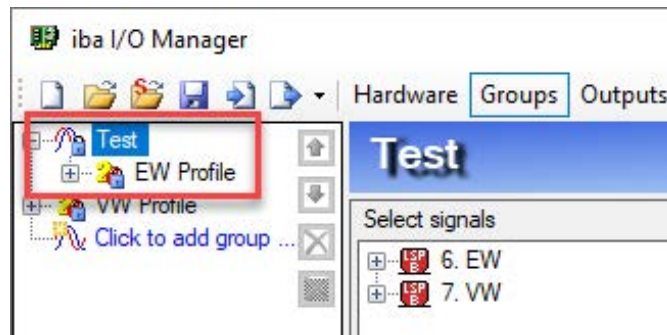 iba I/O Manager
Hardware Groups Outputs
Test
EW Profile
VW Profile
Click to add group ...
Test
Select signals
6. EW
7. VW